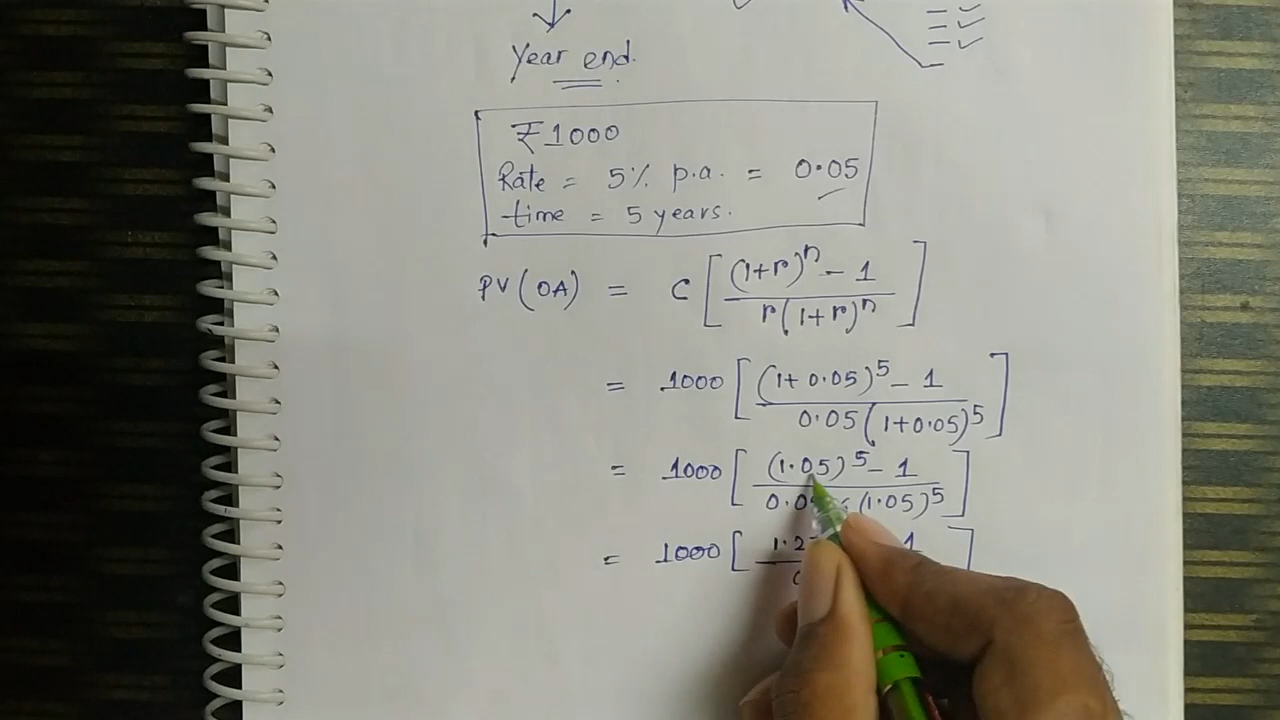 Year end.
₹1000
Rate = 5% p.a. = 0.05
time = 5 years.
PV(OA) = C [ (1+r)^n - 1 / r(1+r)^n ]
= 1000 [ (1+0.05)^5 - 1 / 0.05(1+0.05)^5 ]
= 1000 [ (1.05)^5 - 1 / (1.05)^5 ]
= 1000 [ 1